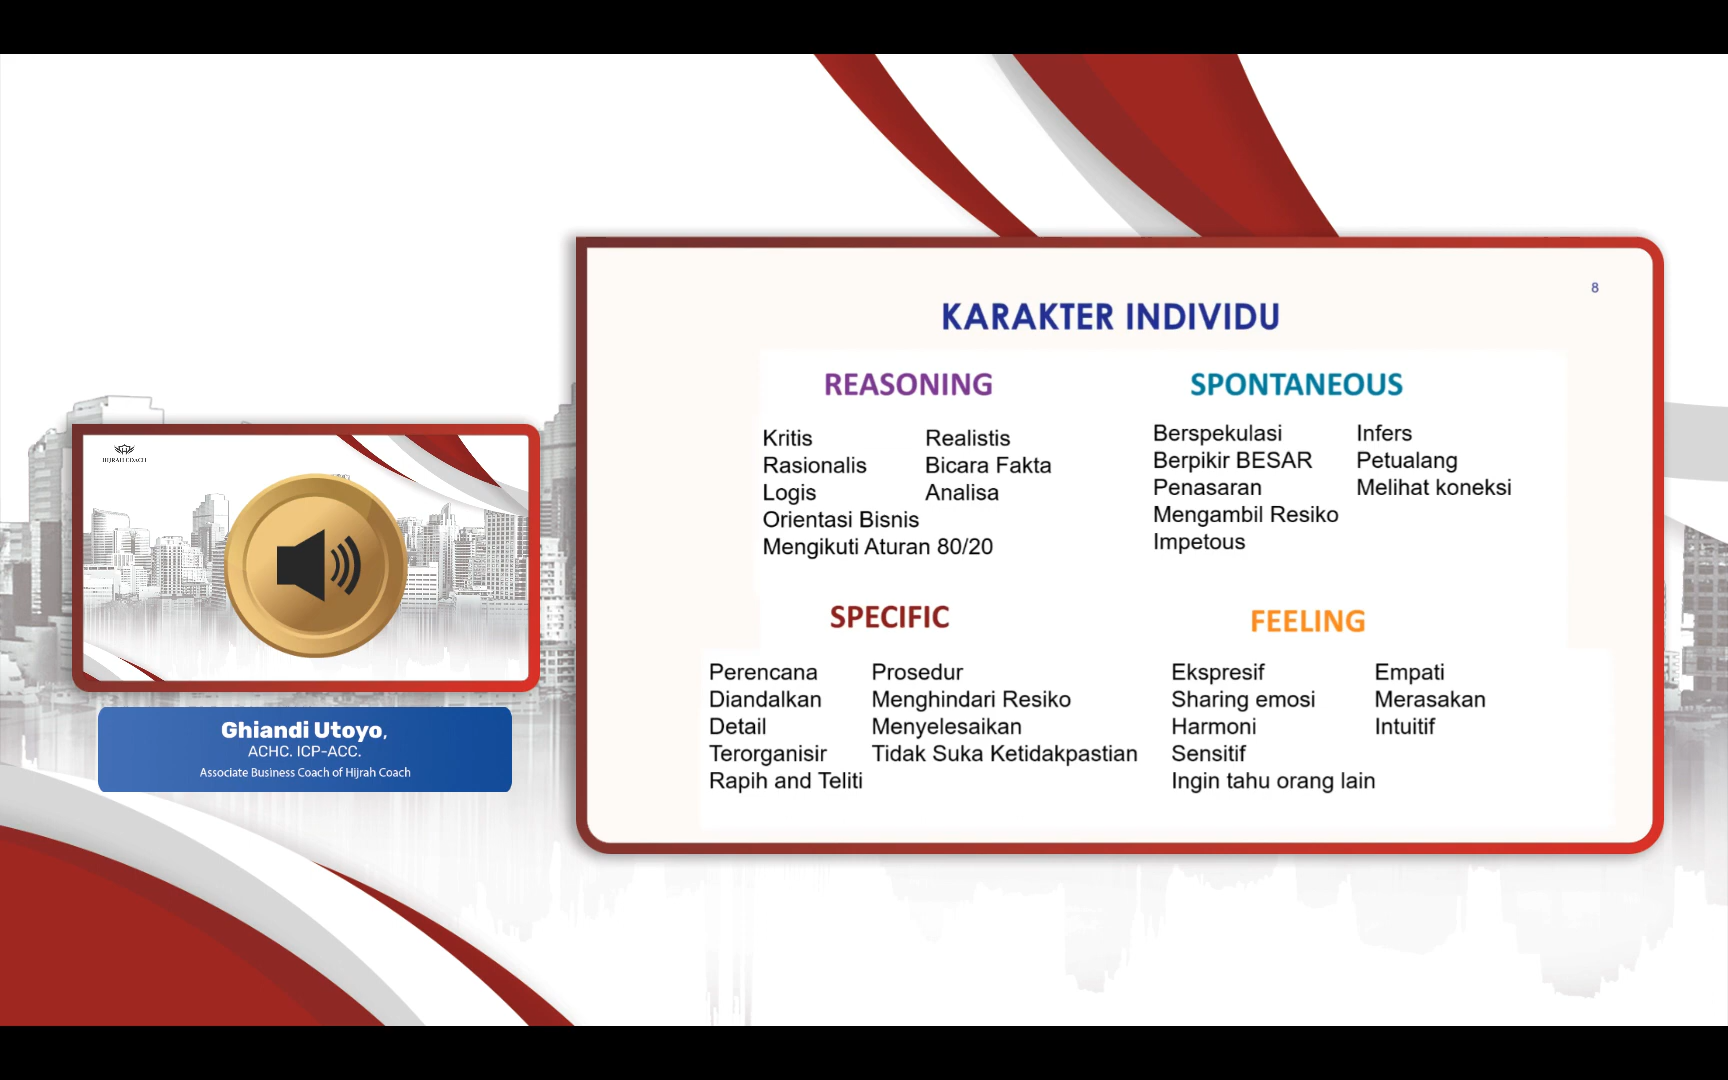 HIJRAH COACH
Ghiandi Utoyo,
ACHC. ICP-ACC.
Associate Business Coach of Hijrah Coach
8
KARAKTER INDIVIDU
REASONING
Kritis Realistis
Rasionalis Bicara Fakta
Logis Analisa
Orientasi Bisnis
Mengikuti Aturan 80/20
SPONTANEOUS
Berspekulasi Infers
Berpikir BESAR Petualang
Penasaran Melihat koneksi
Mengambil Resiko
Impetous
SPECIFIC
Perencana Prosedur
Diandalkan Menghindari Resiko
Detail Menyelesaikan
Terorganisir Tidak Suka Ketidakpastian
Rapih and Teliti
FEELING
Ekspresif Empati
Sharing emosi Merasakan
Harmoni Intuitif
Sensitif
Ingin tahu orang lain